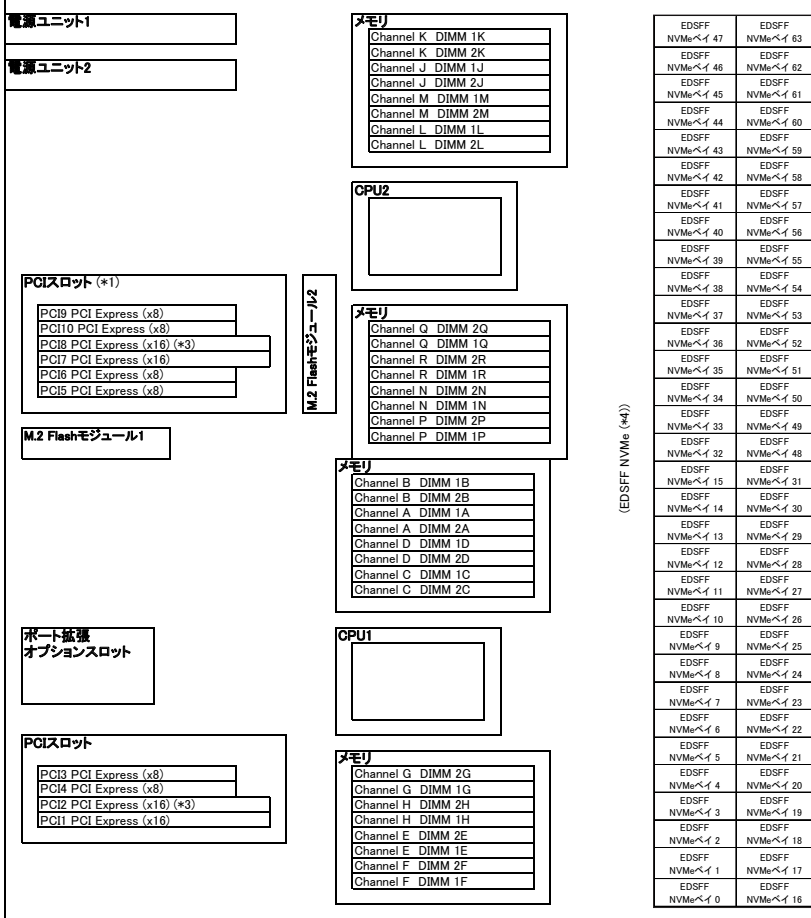 電源ユニット1
電源ユニット2
PCIスロット (*1)
PCI9 PCI Express (x8)
PCI10 PCI Express (x8)
PCI8 PCI Express (x16) (*3)
PCI7 PCI Express (x16)
PCI6 PCI Express (x8)
PCI5 PCI Express (x8)
M.2 Flashモジュール2
M.2 Flashモジュール1
ポート拡張
オプションスロット
PCIスロット
PCI3 PCI Express (x8)
PCI4 PCI Express (x8)
PCI2 PCI Express (x16) (*3)
PCI1 PCI Express (x16)
メモリ
Channel K DIMM 1K
Channel K DIMM 2K
Channel J DIMM 1J
Channel J DIMM 2J
Channel M DIMM 1M
Channel M DIMM 2M
Channel L DIMM 1L
Channel L DIMM 2L
CPU2
メモリ
Channel Q DIMM 2Q
Channel Q DIMM 1Q
Channel R DIMM 2R
Channel R DIMM 1R
Channel N DIMM 2N
Channel N DIMM 1N
Channel P DIMM 2P
Channel P DIMM 1P
メモリ
Channel B DIMM 1B
Channel B DIMM 2B
Channel A DIMM 1A
Channel A DIMM 2A
Channel D DIMM 1D
Channel D DIMM 2D
Channel C DIMM 1C
Channel C DIMM 2C
CPU1
メモリ
Channel G DIMM 2G
Channel G DIMM 1G
Channel H DIMM 2H
Channel H DIMM 1H
Channel E DIMM 2E
Channel E DIMM 1E
Channel F DIMM 2F
Channel F DIMM 1F
(EDSFF NVMe (*4))
EDSFF EDSFF
NVMeベイ 47 NVMeベイ 63
EDSFF EDSFF
NVMeベイ 46 NVMeベイ 62
EDSFF EDSFF
NVMeベイ 45 NVMeベイ 61
EDSFF EDSFF
NVMeベイ 44 NVMeベイ 60
EDSFF EDSFF
NVMeベイ 43 NVMeベイ 59
EDSFF EDSFF
NVMeベイ 42 NVMeベイ 58
EDSFF EDSFF
NVMeベイ 41 NVMeベイ 57
EDSFF EDSFF
NVMeベイ 40 NVMeベイ 56
EDSFF EDSFF
NVMeベイ 39 NVMeベイ 55
EDSFF EDSFF
NVMeベイ 38 NVMeベイ 54
EDSFF EDSFF
NVMeベイ 37 NVMeベイ 53
EDSFF EDSFF
NVMeベイ 36 NVMeベイ 52
EDSFF EDSFF
NVMeベイ 35 NVMeベイ 51
EDSFF EDSFF
NVMeベイ 34 NVMeベイ 50
EDSFF EDSFF
NVMeベイ 33 NVMeベイ 49
EDSFF EDSFF
NVMeベイ 32 NVMeベイ 48
EDSFF EDSFF
NVMeベイ 15 NVMeベイ 31
EDSFF EDSFF
NVMeベイ 14 NVMeベイ 30
EDSFF EDSFF
NVMeベイ 13 NVMeベイ 29
EDSFF EDSFF
NVMeベイ 12 NVMeベイ 28
EDSFF EDSFF
NVMeベイ 11 NVMeベイ 27
EDSFF EDSFF
NVMeベイ 10 NVMeベイ 26
EDSFF EDSFF
NVMeベイ 9 NVMeベイ 25
EDSFF EDSFF
NVMeベイ 8 NVMeベイ 24
EDSFF EDSFF
NVMeベイ 7 NVMeベイ 23
EDSFF EDSFF
NVMeベイ 6 NVMeベイ 22
EDSFF EDSFF
NVMeベイ 5 NVMeベイ 21
EDSFF EDSFF
NVMeベイ 4 NVMeベイ 20
EDSFF EDSFF
NVMeベイ 3 NVMeベイ 19
EDSFF EDSFF
NVMeベイ 2 NVMeベイ 18
EDSFF EDSFF
NVMeベイ 1 NVMeベイ 17
EDSFF EDSFF
NVMeベイ 0 NVMeベイ 16